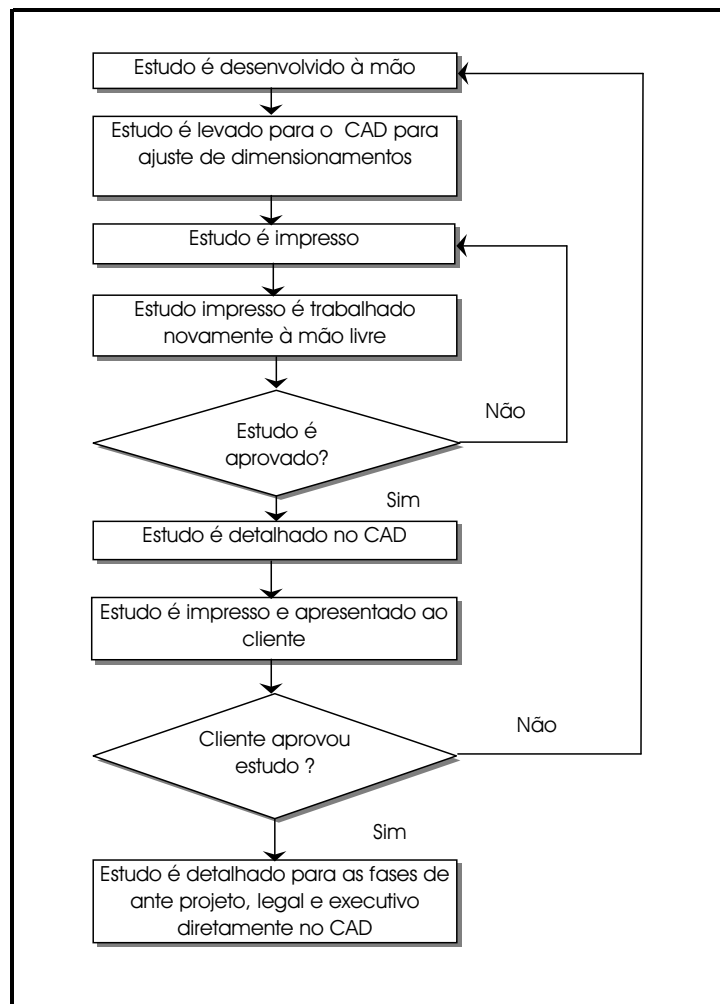 Estudo é desenvolvido à mão
Estudo é levado para o CAD para
ajuste de dimensionamentos
Estudo é impresso
Estudo impresso é trabalhado
novamente à mão livre
Não
Estudo é
aprovado?
Sim
Estudo é detalhado no CAD
Estudo é impresso e apresentado ao
cliente
Não
Cliente aprovou
estudo ?
Sim
Estudo é detalhado para as fases de
ante projeto, legal e executivo
diretamente no CAD